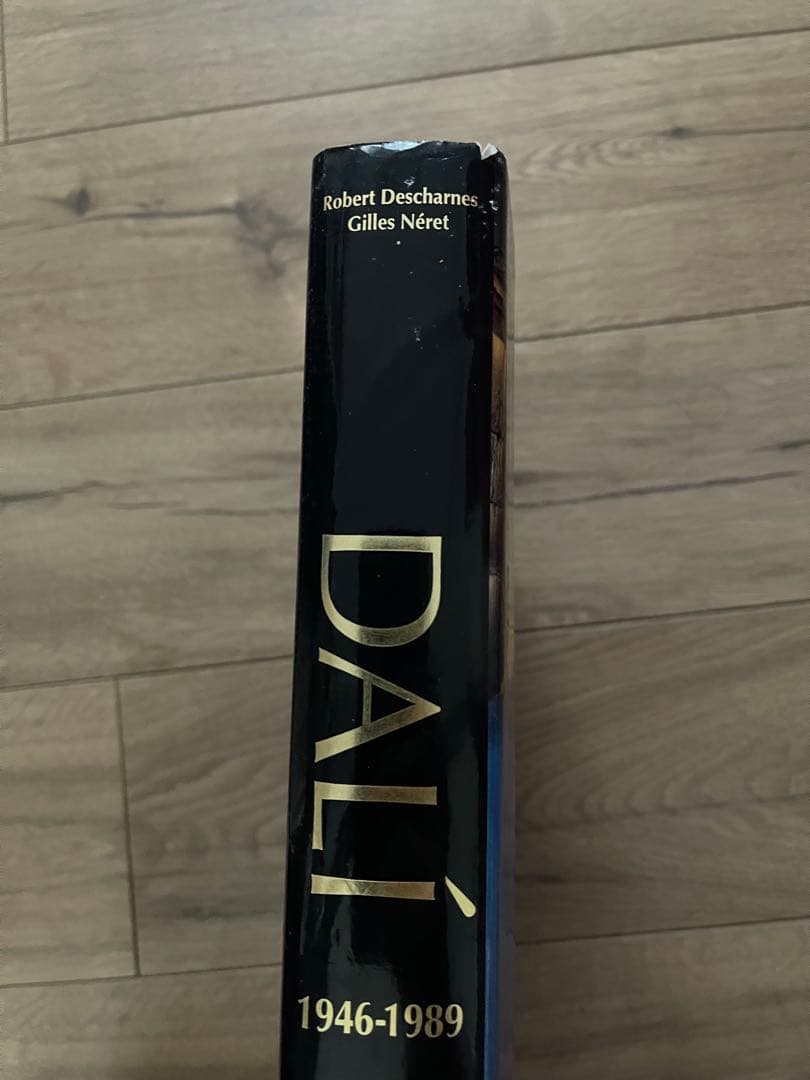 Robert Descharnes
Gilles Néret
DALÍ
1946-1989